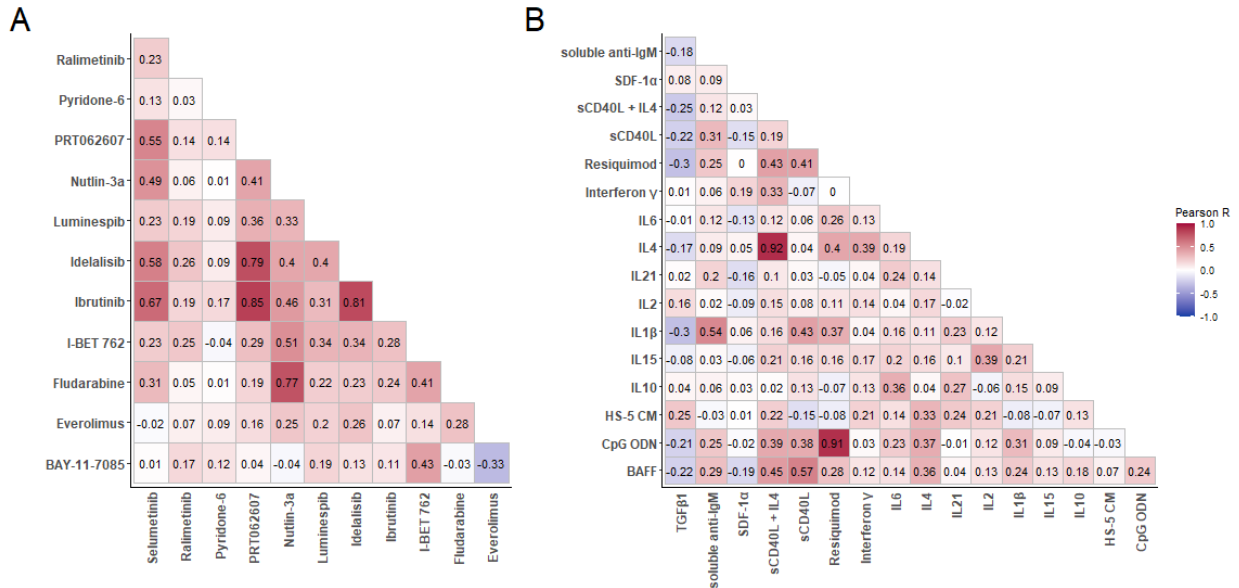 A
Ralimetinib 0.23
Pyridone-6 0.13 0.03
PRT062607 0.55 0.14 0.14
Nutlin-3a 0.49 0.06 0.01 0.41
Luminespib 0.23 0.19 0.09 0.36 0.33
Idelalisib 0.58 0.26 0.09 0.79 0.4 0.4
Ibrutinib 0.67 0.19 0.17 0.85 0.46 0.31 0.81
I-BET 762 0.23 0.25 -0.04 0.29 0.51 0.34 0.34 0.28
Fludarabine 0.31 0.05 0.01 0.19 0.77 0.22 0.23 0.24 0.41
Everolimus -0.02 0.07 0.09 0.16 0.25 0.2 0.26 0.07 0.14 0.28
BAY-11-7085 0.01 0.17 0.12 0.04 -0.04 0.19 0.13 0.11 0.43 -0.03 -0.33
Selumetinib Ralimetinib Pyridone-6 PRT062607 Nutlin-3a Luminespib Idelalisib Ibrutinib I-BET 762 Fludarabine Everolimus
B
soluble anti-IgM -0.18
SDF-1α 0.08 0.09
sCD40L + IL4 -0.25 0.12 0.03
sCD40L -0.22 0.31 -0.15 0.19
Resiquimod -0.3 0.25 0 0.43 0.41
Interferon γ 0.01 0.06 0.19 0.33 -0.07 0
IL6 -0.01 0.12 -0.13 0.12 0.06 0.26 0.13
IL4 -0.17 0.09 0.05 0.92 0.04 0.4 0.39 0.19
IL21 0.02 0.2 -0.16 0.1 0.03 -0.05 0.04 0.24 0.14
IL2 0.16 0.02 -0.09 0.15 0.08 0.11 0.14 0.04 0.17 -0.02
IL1β -0.3 0.54 0.06 0.16 0.43 0.37 0.04 0.16 0.11 0.23 0.12
IL15 -0.08 0.03 -0.06 0.21 0.16 0.16 0.17 0.2 0.16 0.1 0.39 0.21
IL10 0.04 0.06 0.03 0.02 0.13 -0.07 0.13 0.36 0.04 0.27 -0.06 0.15 0.09
HS-5 CM 0.25 -0.03 0.01 0.22 -0.15 -0.08 0.21 0.14 0.33 0.24 0.21 -0.08 -0.07 0.13
CpG ODN -0.21 0.25 -0.02 0.39 0.38 0.91 0.03 0.23 0.37 -0.01 0.12 0.31 0.09 -0.04 -0.03
BAFF -0.22 0.29 -0.19 0.45 0.57 0.28 0.12 0.14 0.36 0.04 0.13 0.24 0.13 0.18 0.07 0.24
TGFβ1 soluble anti-IgM SDF-1α sCD40L + IL4 sCD40L Resiquimod Interferon γ IL6 IL4 IL21 IL2 IL1β IL15 IL10 HS-5 CM CpG ODN
Pearson R
1.0
0.5
0.0
-0.5
-1.0